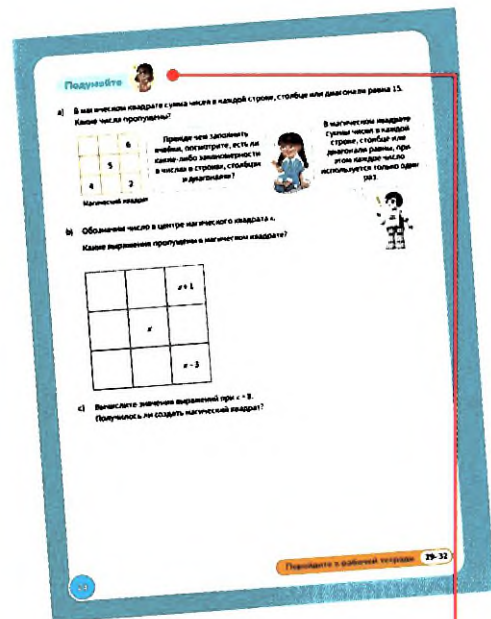 Подумайте
a) В магическом квадрате сумма чисел в каждой строке, столбце или диагонали равна 15.
Какие числа пропущены?
6
5
4 2
Магический квадрат
Прежде чем заполнить
ячейки, посмотрите, есть ли
какие-либо закономерности
в числах в строках, столбцах
и диагоналях?
В магическом квадрате
суммы чисел в каждой
строке, столбце или
диагонали равны, при
этом каждое число
используется только один
раз.
b) Обозначим число в центре магического квадрата x.
Какие выражения пропущены в магическом квадрате?
x + 1
x
x - 3
c) Вычислите значения выражений при x = 8.
Получилось ли создать магический квадрат?
Перейдите к рабочей тетради 29-32